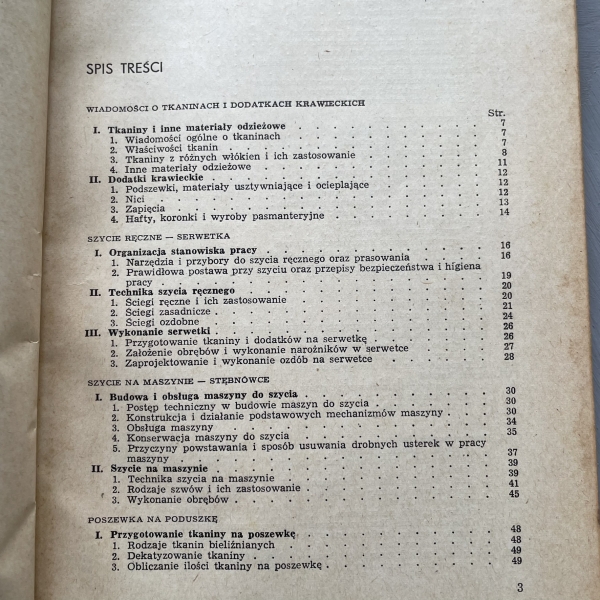 SPIS TREŚCI
WIADOMOŚCI O TKANINACH I DODATKACH KRAWIECKICH
Str.
I. Tkaniny i inne materiały odzieżowe . . . . . . . . . . 7
1. Wiadomości ogólne o tkaninach . . . . . . . . . . 7
2. Właściwości tkanin . . . . . . . . . . 7
3. Tkaniny z różnych włókien i ich zastosowanie . . . . . . . 8
4. Inne materiały odzieżowe . . . . . . . . . . 11
II. Dodatki krawieckie . . . . . . . . . . 12
1. Podszewki, materiały usztywniające i ocieplające . . . . . . 12
2. Nici . . . . . . . . . . 12
3. Zapięcia . . . . . . . . . . 13
4. Hafty, koronki i wyroby pasmanteryjne . . . . . . . . 14
SZYCIE RĘCZNE — SERWETKA
I. Organizacja stanowiska pracy . . . . . . . . . . 16
1. Narzędzia i przybory do szycia ręcznego oraz prasowania . . . . 16
2. Prawidłowa postawa przy szyciu oraz przepisy bezpieczeństwa i higiena
pracy . . . . . . . . . . 19
II. Technika szycia ręcznego . . . . . . . . . . 20
1. Ściegi ręczne i ich zastosowanie . . . . . . . . . . 20
2. Ściegi zasadnicze . . . . . . . . . . 21
3. Ściegi ozdobne . . . . . . . . . . 24
III. Wykonanie serwetki . . . . . . . . . . 26
1. Przygotowanie tkaniny i dodatków na serwetkę . . . . . . 26
2. Założenie obrębów i wykonanie narożników w serwetce . . . . 27
3. Zaprojektowanie i wykonanie ozdób na serwetce . . . . . . 28
SZYCIE NA MASZYNIE — STĘBNÓWCE
I. Budowa i obsługa maszyny do szycia . . . . . . . . 30
1. Postęp techniczny w budowie maszyn do szycia . . . . . . 30
2. Konstrukcja i działanie podstawowych mechanizmów maszyny . . . 30
3. Obsługa maszyny . . . . . . . . . . 34
4. Konserwacja maszyny do szycia . . . . . . . . . . 35
5. Przyczyny powstawania i sposób usuwania drobnych usterek w pracy
maszyny . . . . . . . . . . 37
II. Szycie na maszynie . . . . . . . . . . 39
1. Technika szycia na maszynie . . . . . . . . . . 39
2. Rodzaje szwów i ich zastosowanie . . . . . . . . . . 41
3. Wykonanie obrębów . . . . . . . . . . 45
POSZEWKA NA PODUSZKĘ
I. Przygotowanie tkaniny na poszewkę . . . . . . . . 48
1. Rodzaje tkanin bieliźnianych . . . . . . . . . . 48
2. Dekatyzowanie tkaniny . . . . . . . . . . 49
3. Obliczanie ilości tkaniny na poszewkę . . . . . . . . 49
3